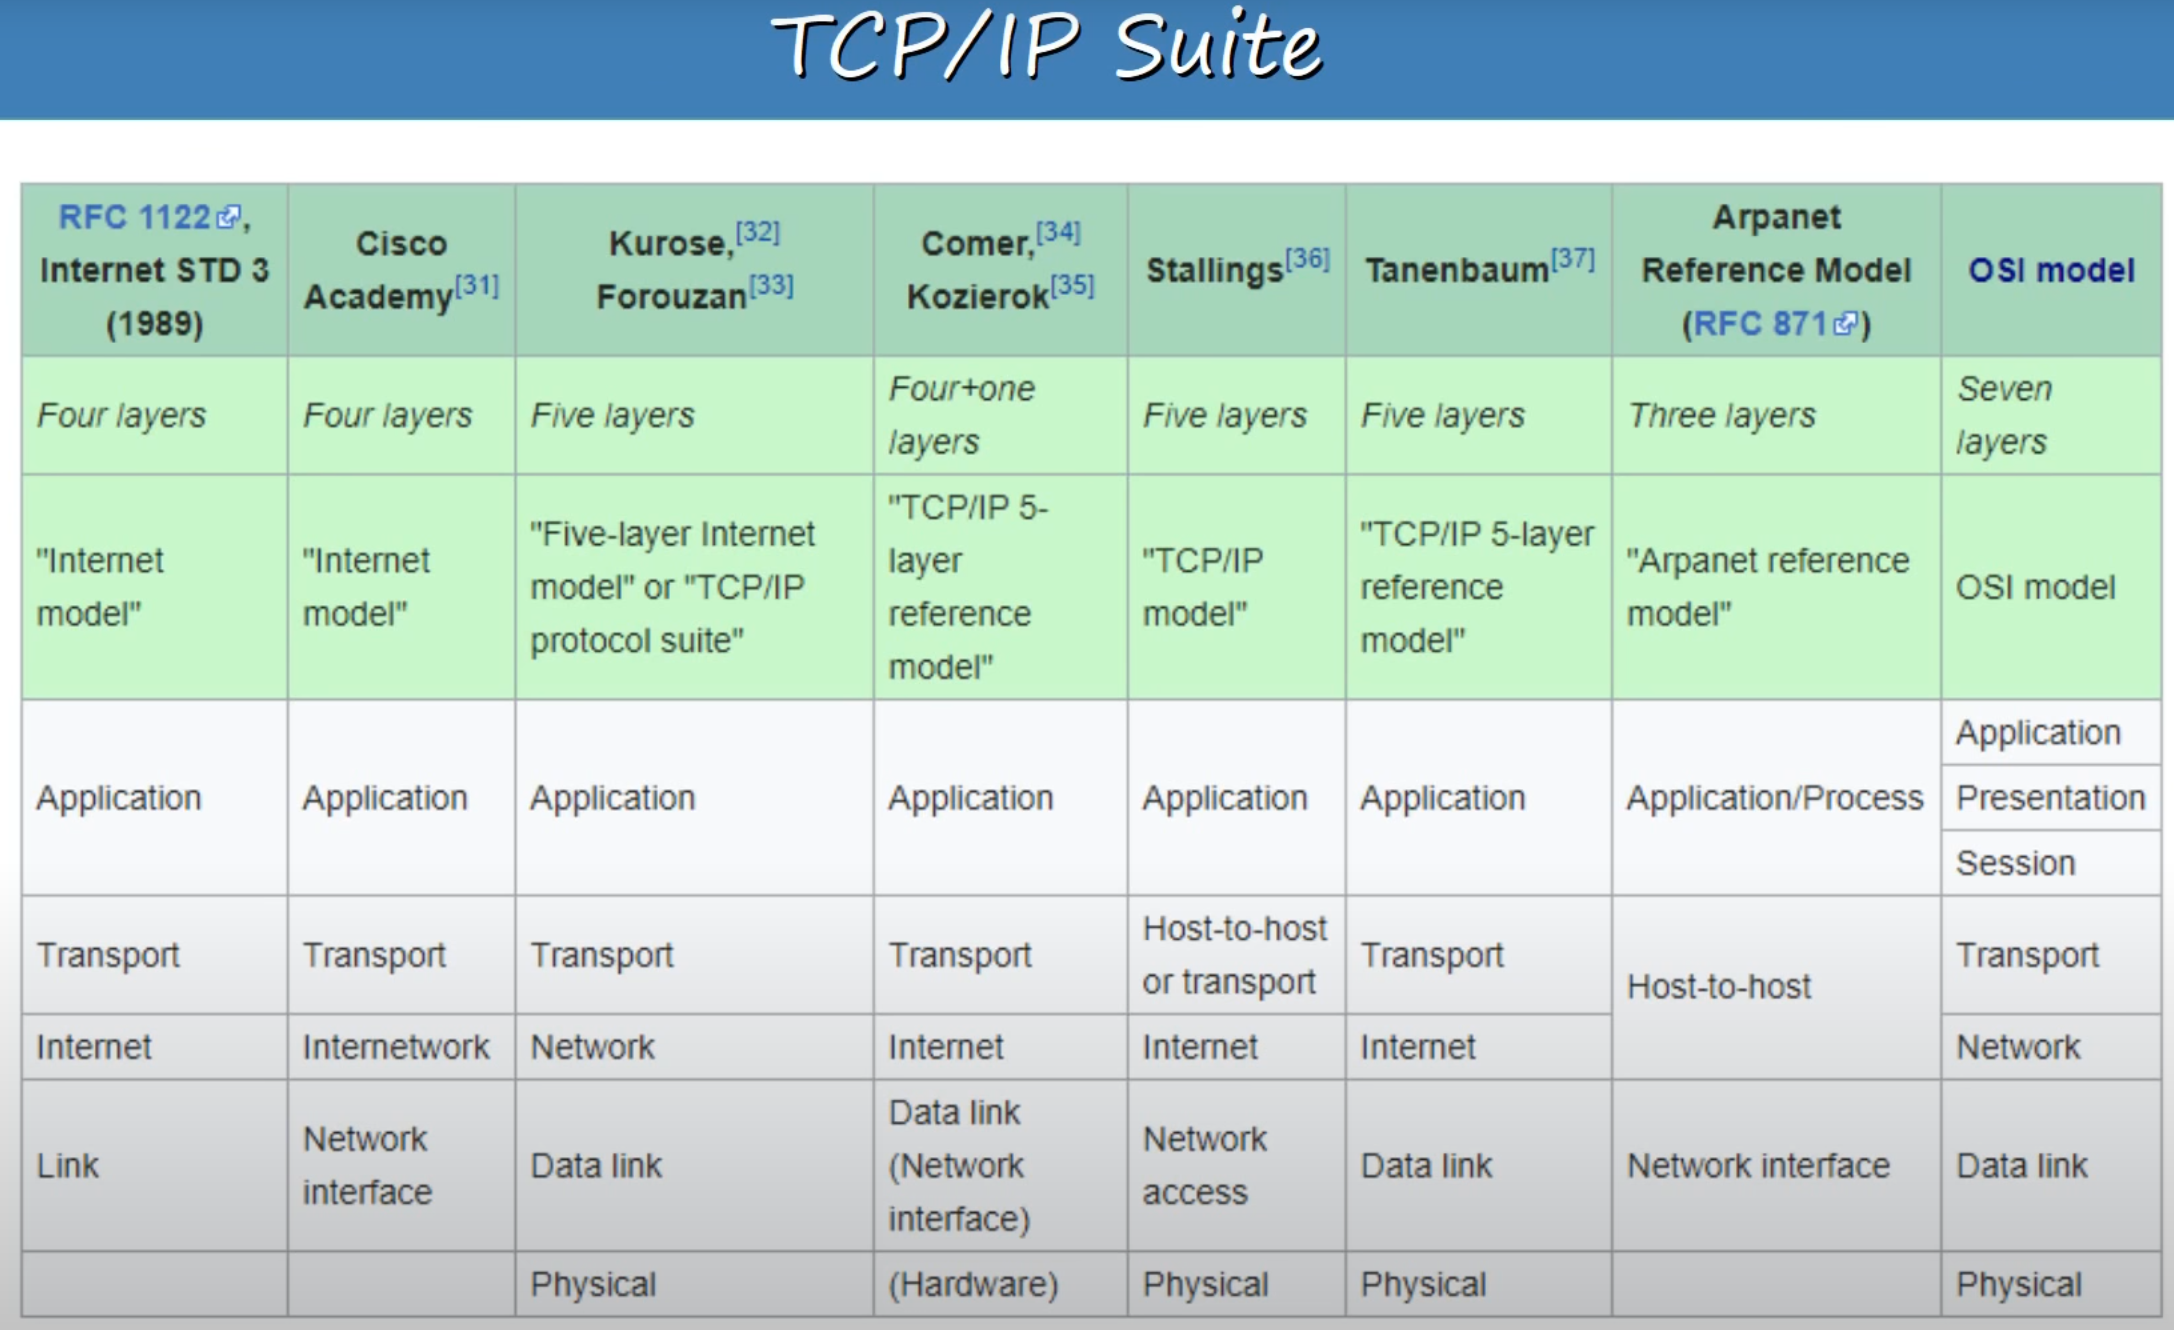 TCP/IP Suite
RFC 1122,
Internet STD 3
(1989)
Cisco
Academy[31]
Kurose,[32]
Forouzan[33]
Comer,[34]
Kozierok[35]
Stallings[36]
Tanenbaum[37]
Arpanet
Reference Model
(RFC 871)
OSI model
Four layers
Four layers
Five layers
Four+one
layers
Five layers
Five layers
Three layers
Seven
layers
"Internet
model"
"Internet
model"
"Five-layer Internet
model" or "TCP/IP
protocol suite"
"TCP/IP 5-
layer
reference
model"
"TCP/IP
model"
"TCP/IP 5-layer
reference
model"
"Arpanet reference
model"
OSI model
Application
Application
Application
Application
Application
Application
Application/Process
Application
Presentation
Session
Transport
Transport
Transport
Transport
Host-to-host
or transport
Transport
Host-to-host
Transport
Internet
Internetwork
Network
Internet
Internet
Internet
Network
Link
Network
interface
Data link
Data link
(Network
interface)
Network
access
Data link
Network interface
Data link
Physical
(Hardware)
Physical
Physical
Physical